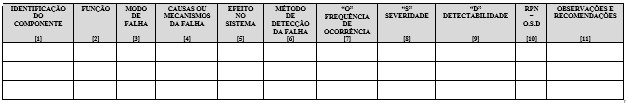 IDENTIFICAÇÃO
DO
COMPONENTE
[1]
FUNÇÃO
[2]
MODO
DE
FALHA
[3]
CAUSAS OU
MECANISMOS
DA FALHA
[4]
EFEITO
NO
SISTEMA
[5]
MÉTODO
DE
DETECÇÃO
DA FALHA
[6]
“O”
FREQUÊNCIA
DE
OCORRÊNCIA
[7]
“S”
SEVERIDADE
[8]
“D”
DETECTABILIDADE
[9]
RPN
=
O.S.D
[10]
OBSERVAÇÕES E
RECOMENDAÇÕES
[11]